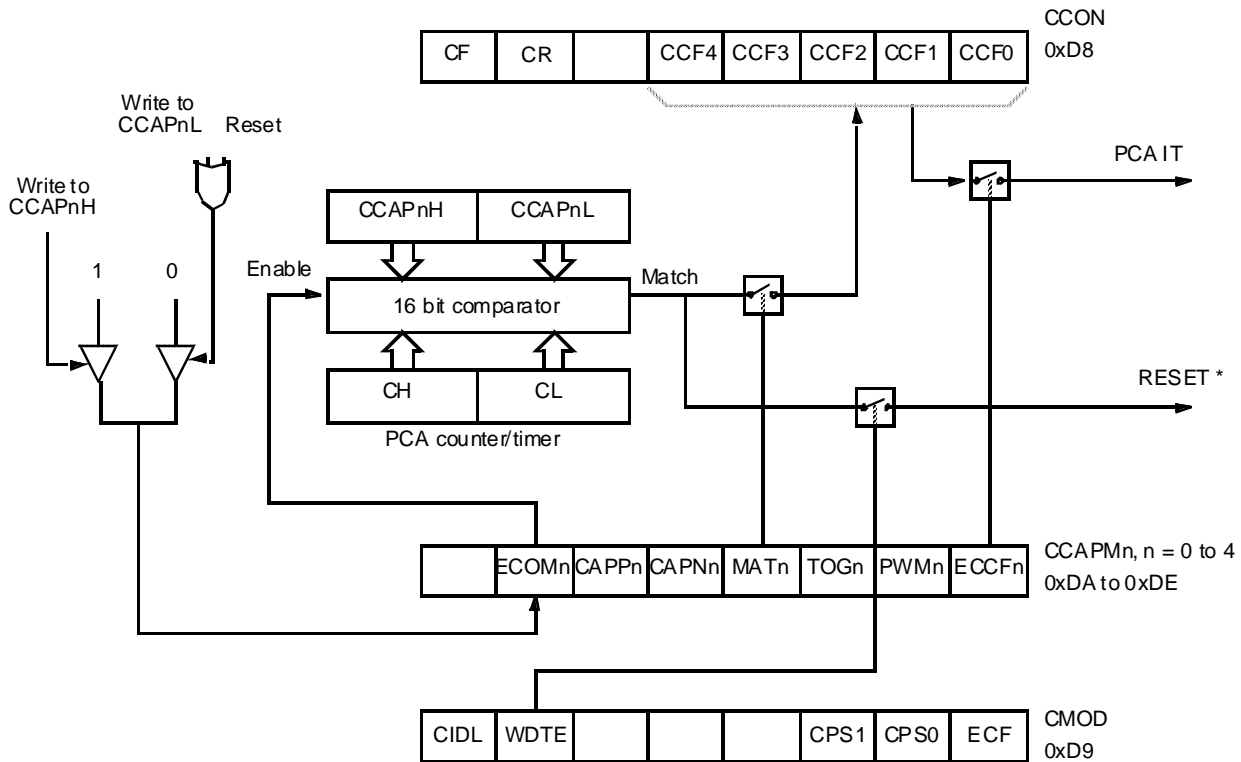 CF CR CCF4 CCF3 CCF2 CCF1 CCF0
CCON
0xD8
Write to
CCAPnL Reset
Write to
CCAPnH
PCA IT
CCAPnH CCAPnL
1 0
Enable
Match
16 bit comparator
CH CL
RESET *
PCA counter/timer
ECOMn CAPPn CAPNn MATn TOGn PWMn ECCFn
CCAPMn, n = 0 to 4
0xDA to 0xDE
CIDL WDTE CPS1 CPS0 ECF
CMOD
0xD9